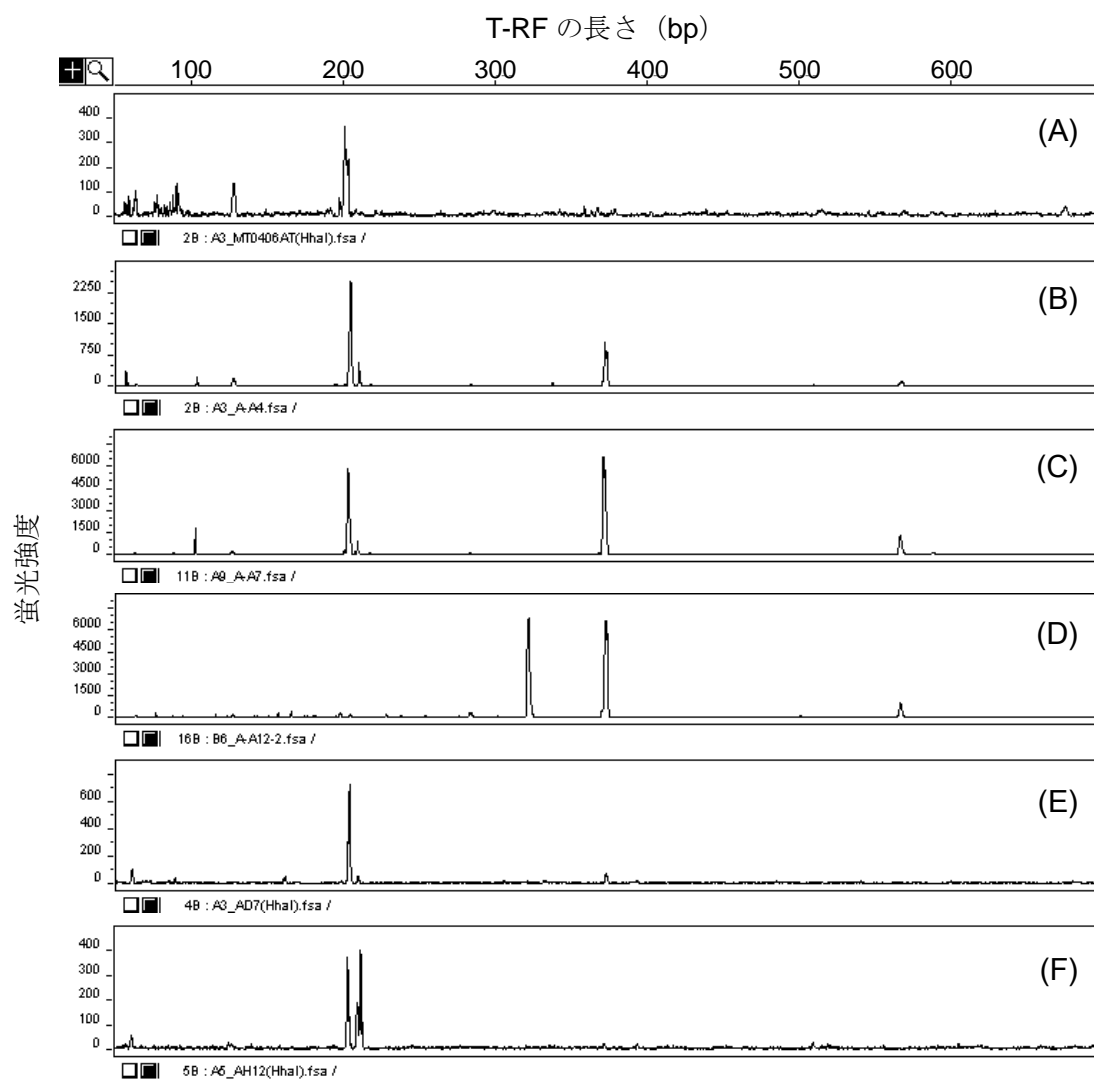 T-RF の長さ（bp）
100 200 300 400 500 600
蛍光強度
400
300
200
100
0
(A)
2B : A3_MT0406AT(HhaI).fsa /
2250
1500
750
0
(B)
2B : A3_A-A4.fsa /
6000
4500
3000
1500
0
(C)
11B : A9_A-A7.fsa /
6000
4500
3000
1500
0
(D)
16B : B6_A-A12-2.fsa /
600
400
200
0
(E)
4B : A3_AD7(HhaI).fsa /
400
300
200
100
0
(F)
5B : A5_AH12(HhaI).fsa /